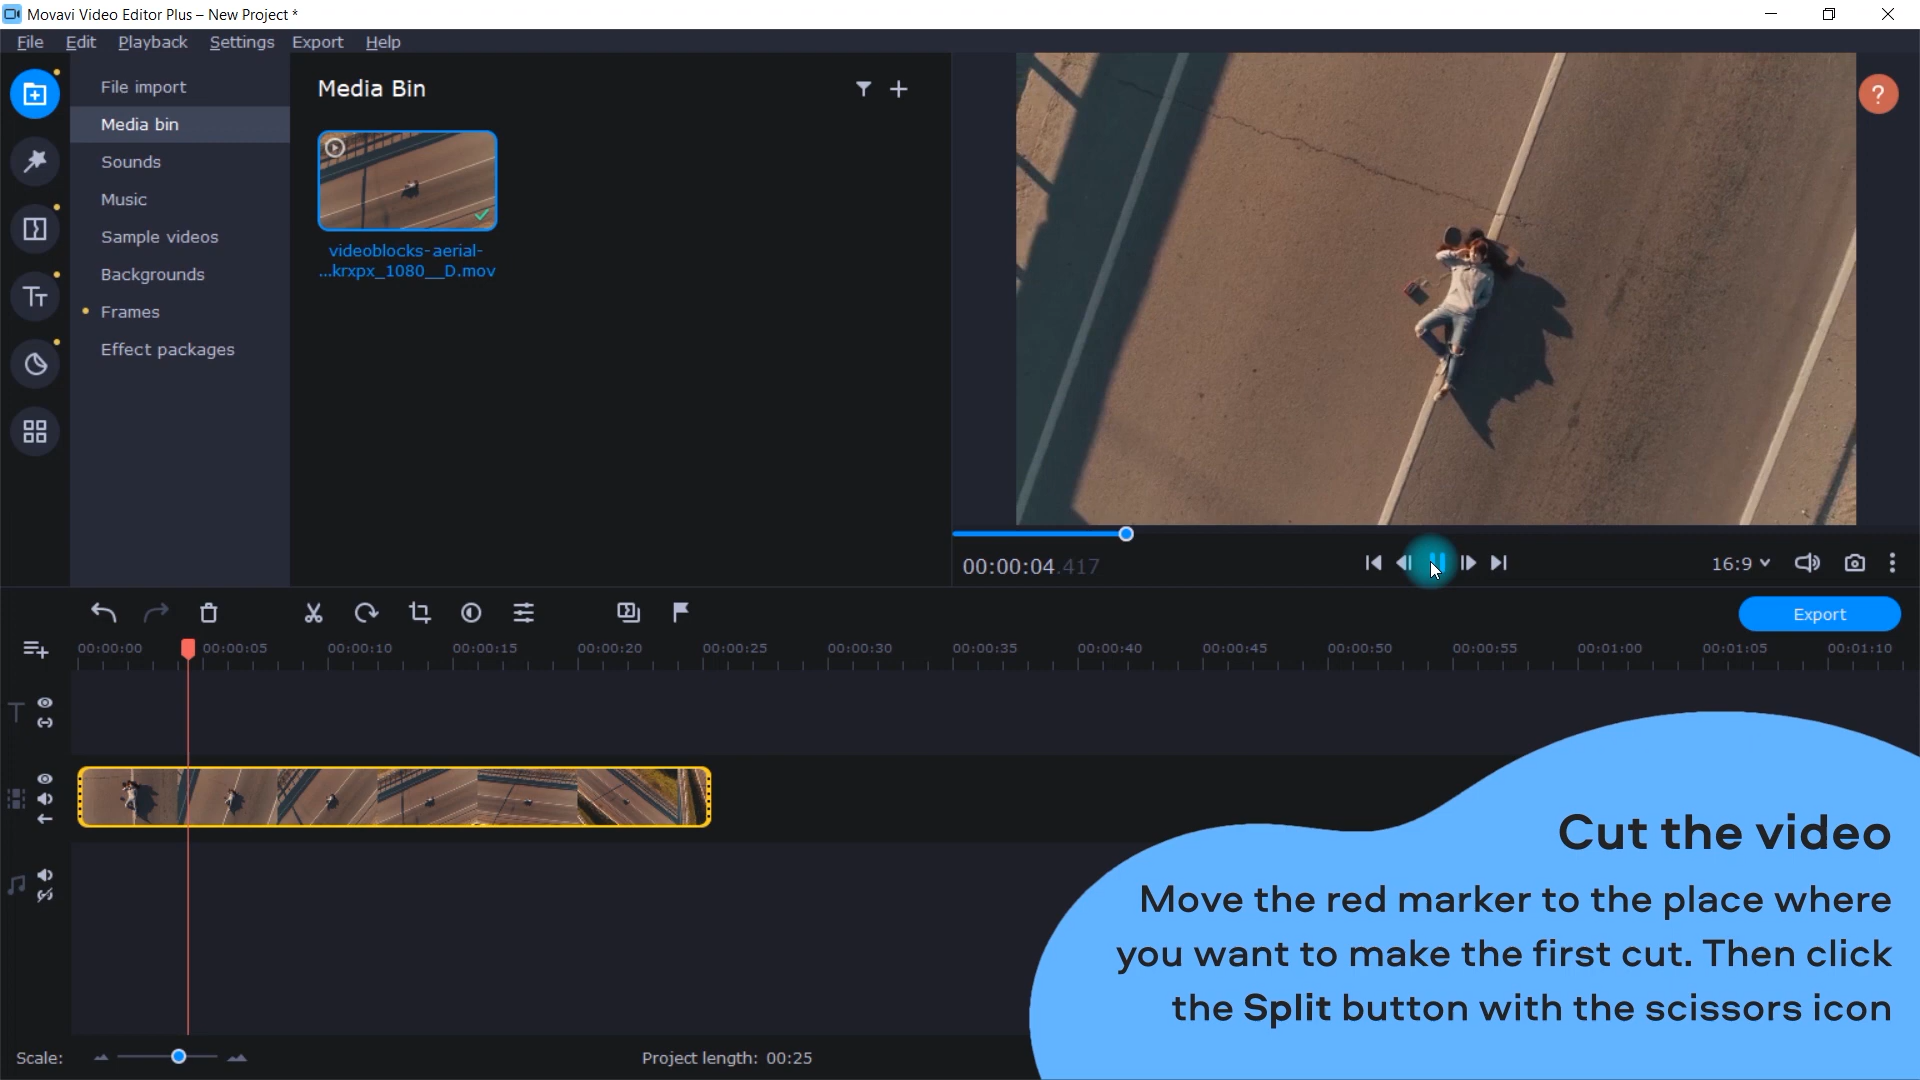 Movavi Video Editor Plus – New Project *
File Edit Playback Settings Export Help
File import
Media bin
Sounds
Music
Sample videos
Backgrounds
Frames
Effect packages
Media Bin
videoblocks-aerial-
...krxpx_1080__D.mov
?
00:00:04.417
16:9
Export
00:00:00 00:00:05 00:00:10 00:00:15 00:00:20 00:00:25 00:00:30 00:00:35 00:00:40 00:00:45 00:00:50 00:00:55 00:01:00 00:01:05 00:01:10
Cut the video
Move the red marker to the place where
you want to make the first cut. Then click
the Split button with the scissors icon
Scale:
Project length: 00:25